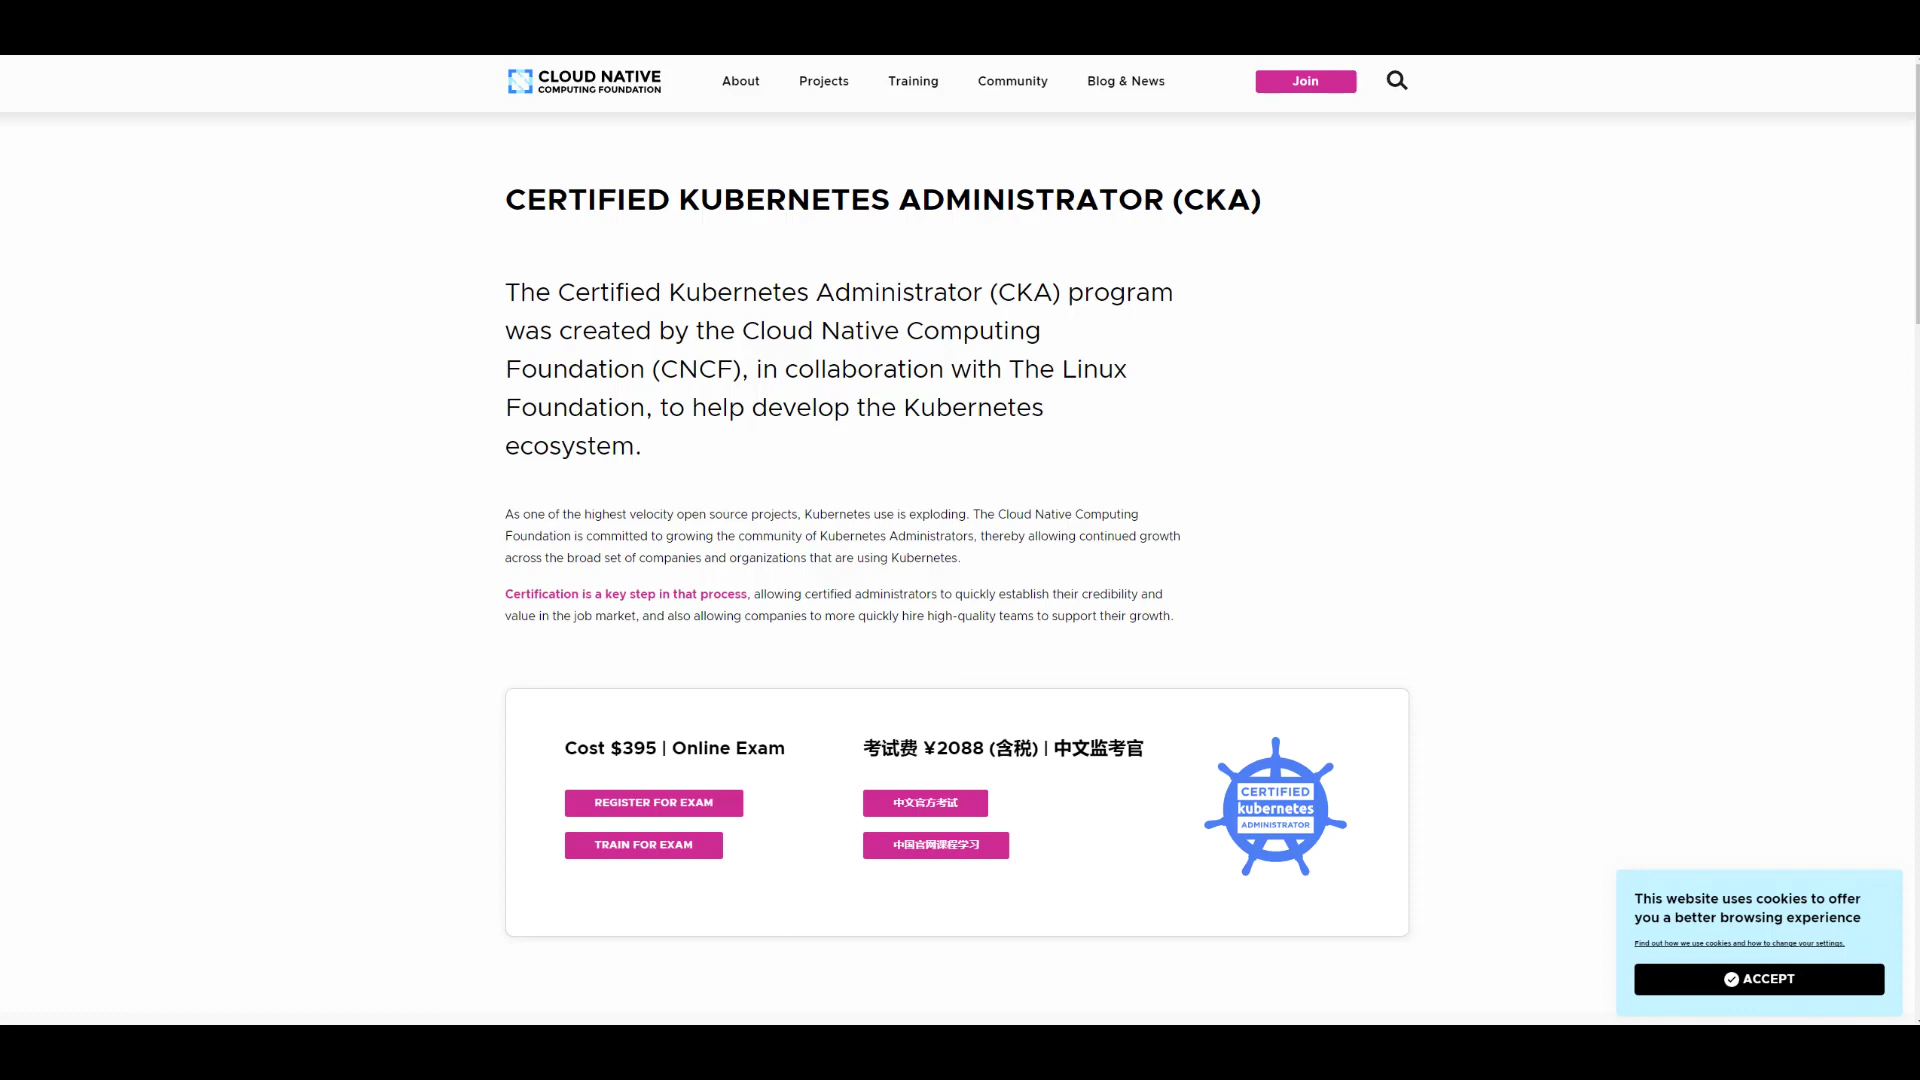 CLOUD NATIVE
COMPUTING FOUNDATION
About
Projects
Training
Community
Blog & News
Join
CERTIFIED KUBERNETES ADMINISTRATOR (CKA)
The Certified Kubernetes Administrator (CKA) program
was created by the Cloud Native Computing
Foundation (CNCF), in collaboration with The Linux
Foundation, to help develop the Kubernetes
ecosystem.
As one of the highest velocity open source projects, Kubernetes use is exploding. The Cloud Native Computing
Foundation is committed to growing the community of Kubernetes Administrators, thereby allowing continued growth
across the broad set of companies and organizations that are using Kubernetes.
Certification is a key step in that process, allowing certified administrators to quickly establish their credibility and
value in the job market, and also allowing companies to more quickly hire high-quality teams to support their growth.
Cost $395 | Online Exam
REGISTER FOR EXAM
TRAIN FOR EXAM
考试费 ¥2088 (含税) | 中文监考官
中文官方考试
中国官网课程学习
CERTIFIED
kubernetes
ADMINISTRATOR
This website uses cookies to offer
you a better browsing experience
Find out how we use cookies and how to change your settings.
ACCEPT